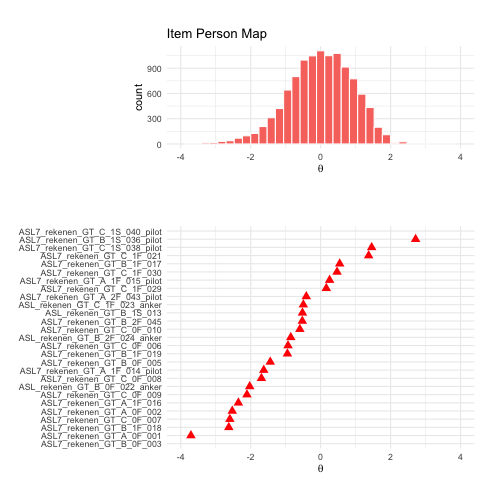 Item Person Map
count
900
600
300
0
-4 -2 0 2 4
θ
ASL7_rekenen_GT_C_1S_040_pilot
ASL7_rekenen_GT_B_1S_036_pilot
ASL7_rekenen_GT_C_1S_038_pilot
ASL7_rekenen_GT_C_1F_021
ASL7_rekenen_GT_B_1F_017
ASL7_rekenen_GT_C_1F_030
ASL7_rekenen_GT_A_1F_015_pilot
ASL7_rekenen_GT_C_1F_029
ASL7_rekenen_GT_A_2F_043_pilot
ASL_rekenen_GT_C_1F_023_anker
ASL_rekenen_GT_B_1S_013
ASL7_rekenen_GT_B_2F_045
ASL7_rekenen_GT_C_0F_010
ASL_rekenen_GT_B_2F_024_anker
ASL7_rekenen_GT_C_0F_006
ASL7_rekenen_GT_B_1F_019
ASL7_rekenen_GT_B_0F_005
ASL7_rekenen_GT_A_1F_014_pilot
ASL7_rekenen_GT_C_0F_008
ASL_rekenen_GT_B_0F_022_anker
ASL7_rekenen_GT_C_0F_009
ASL7_rekenen_GT_A_1F_016
ASL7_rekenen_GT_A_0F_002
ASL7_rekenen_GT_C_0F_007
ASL7_rekenen_GT_B_1F_018
ASL7_rekenen_GT_A_0F_001
ASL7_rekenen_GT_B_0F_003
-4 -2 0 2 4
θ